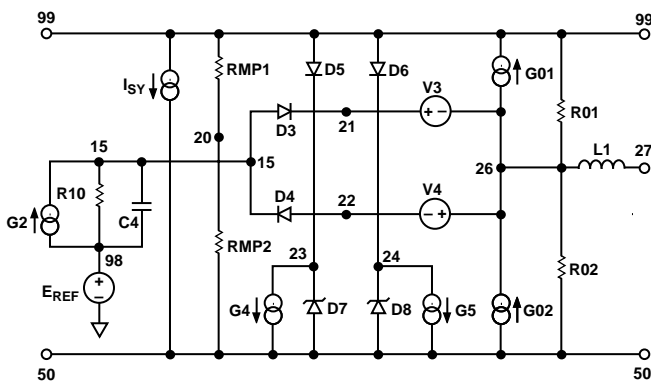 99 99
D5 D6 G01
ISY RMP1 V3
R01
D3 21
20
15 15 26 L1 27
R10 D4 22 V4
G2 C4
98 RMP2 23 24 R02
EREF G4 D7 D8 G5 G02
50 50